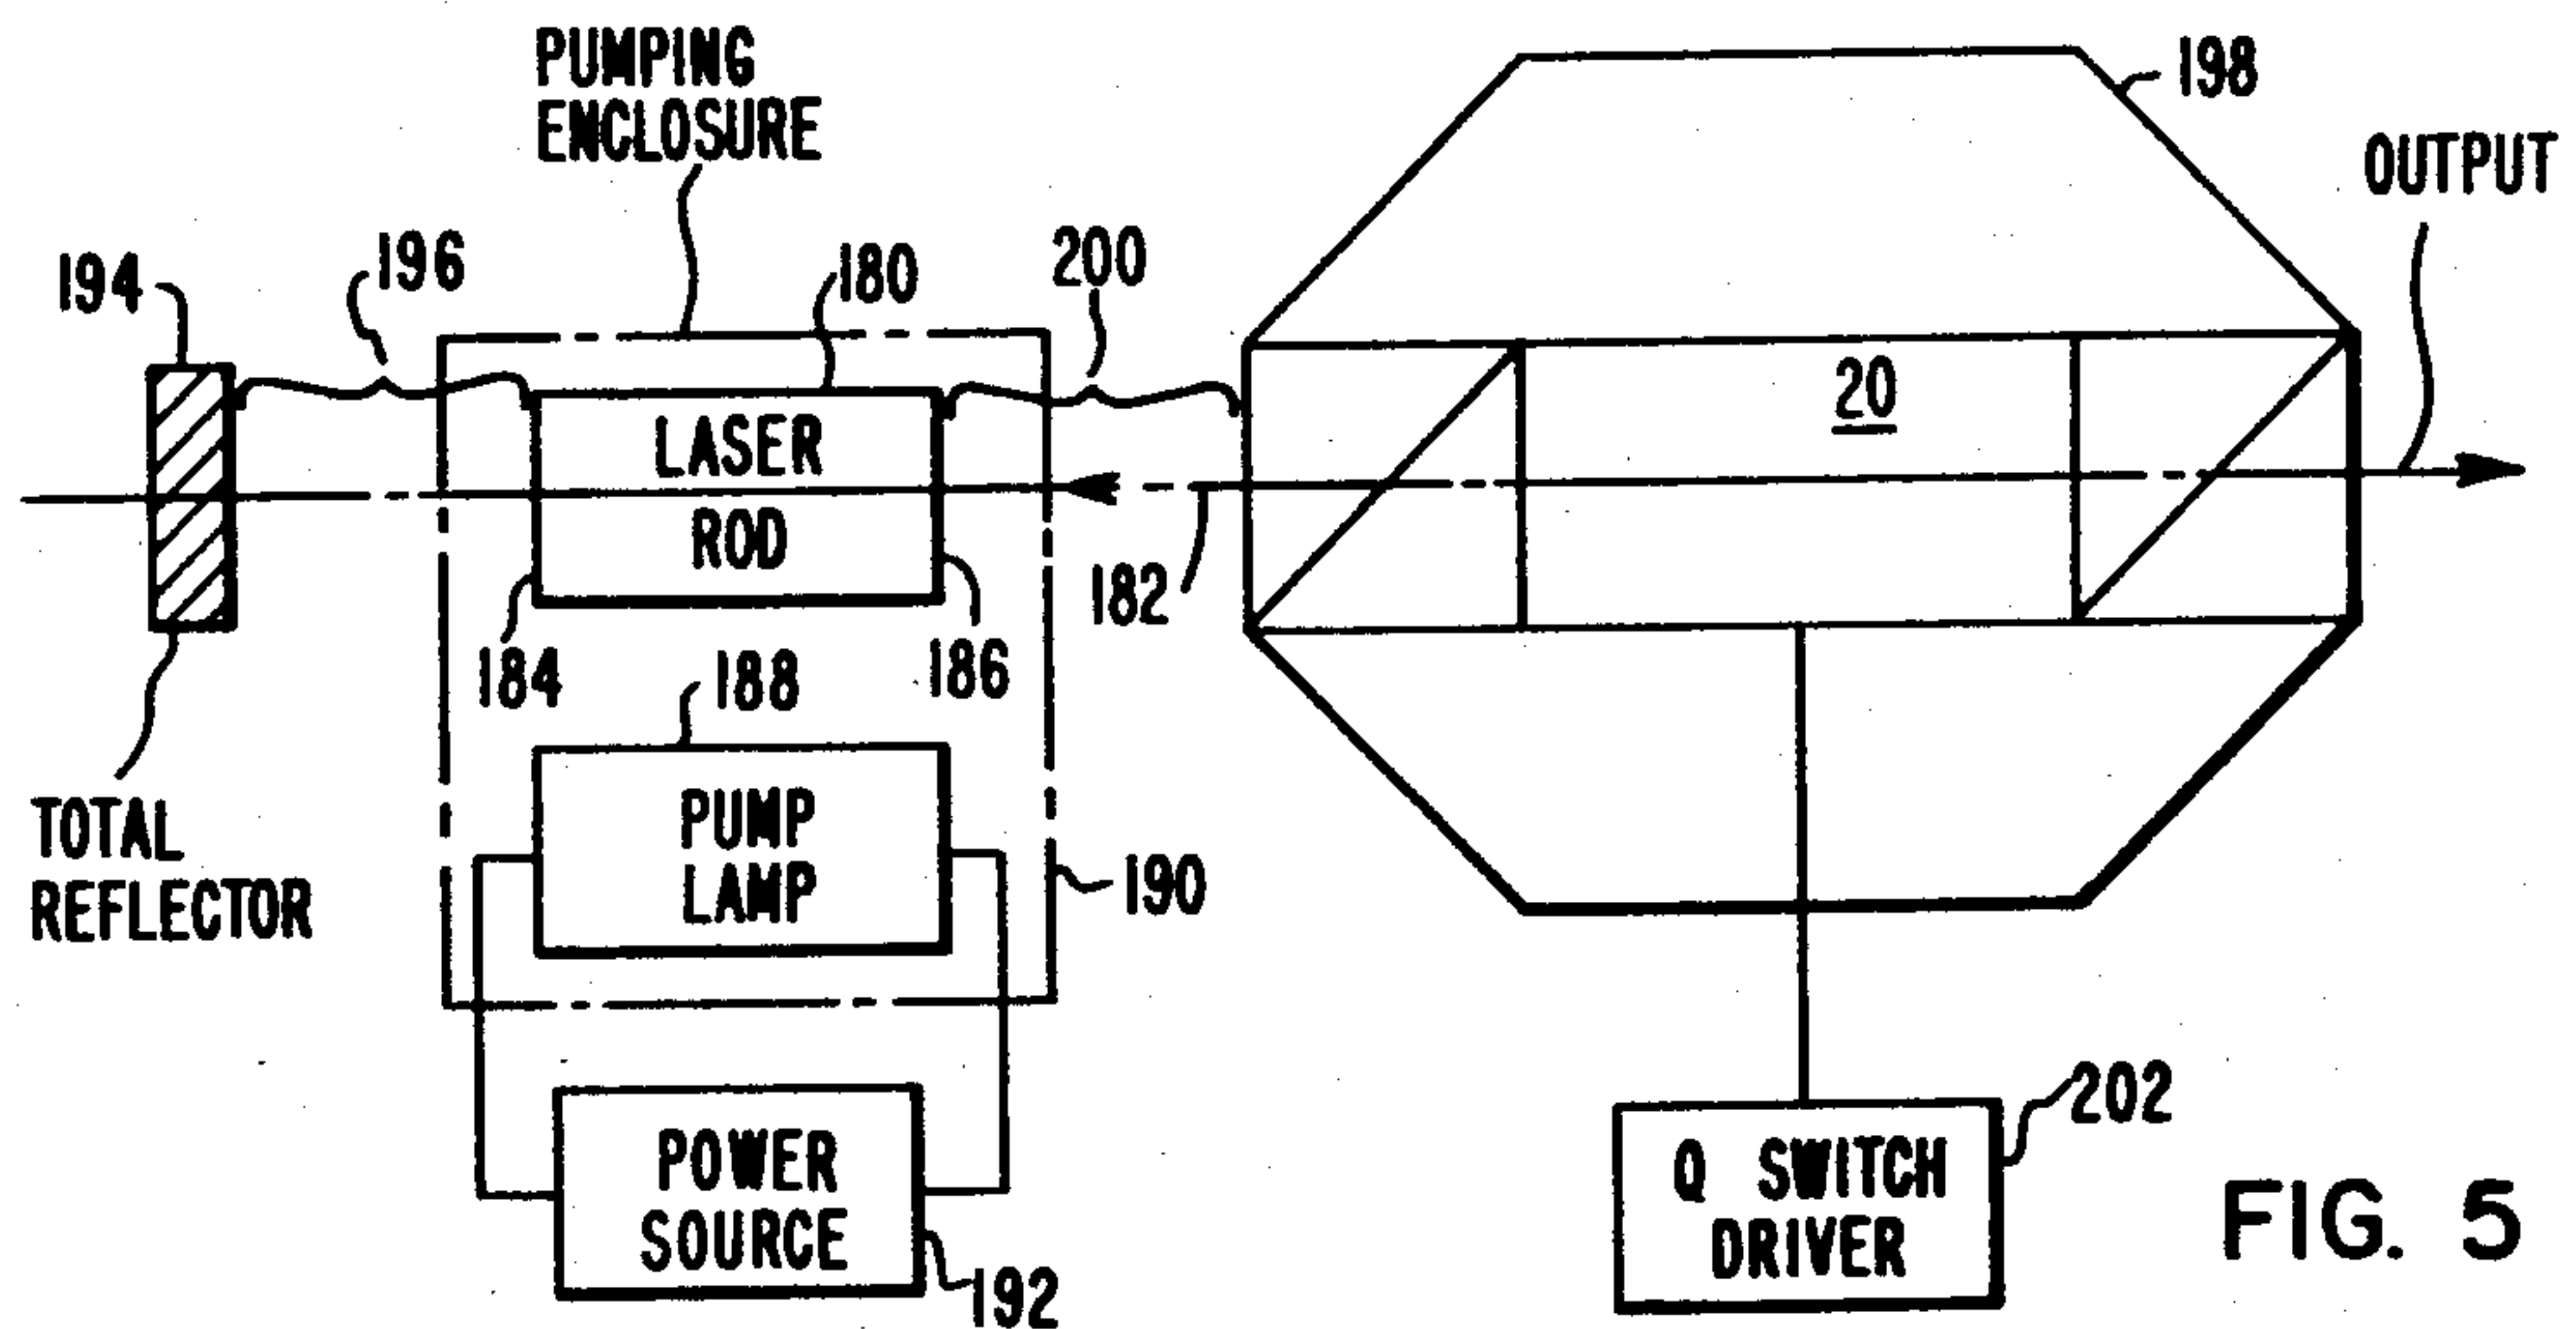 PUMPING
ENCLOSURE
198
OUTPUT
194
196
180
200
20
LASER
ROD
182
184
186
188
TOTAL
REFLECTOR
PUMP
LAMP
190
POWER
SOURCE
192
202
Q SWITCH
DRIVER
FIG. 5